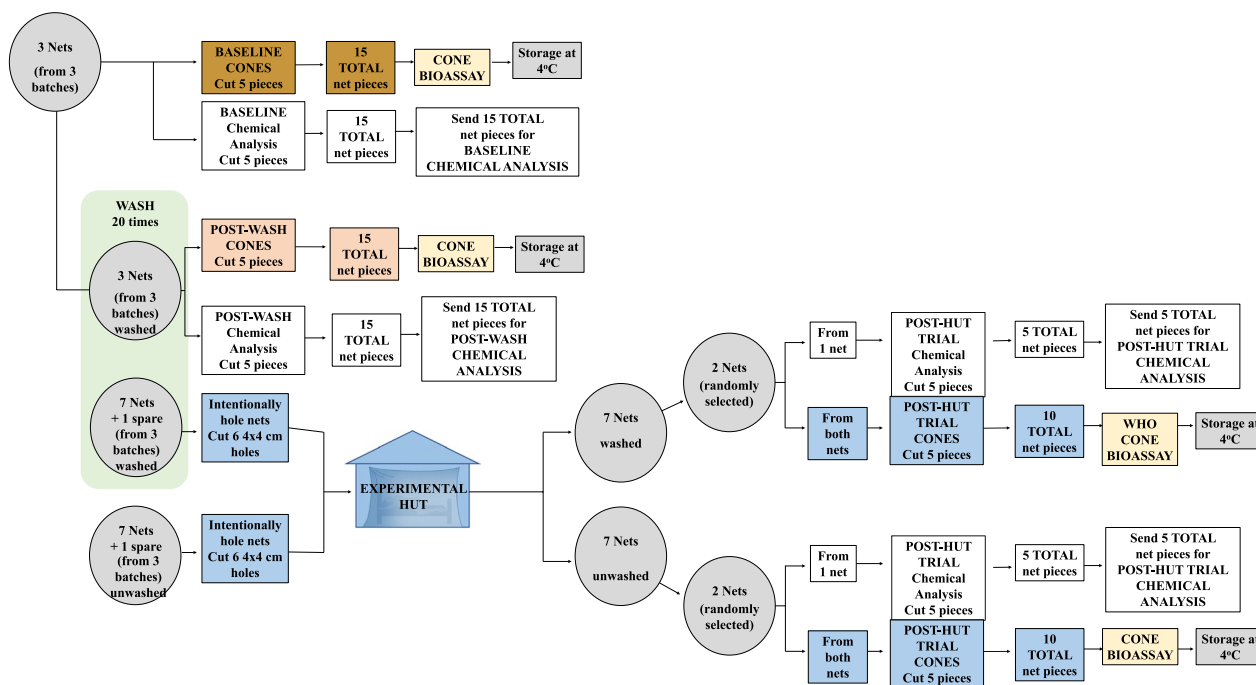 3 Nets
(from 3
batches)
BASELINE
CONES
Cut 5 pieces
15
TOTAL
net pieces
CONE
BIOASSAY
Storage at
4°C
BASELINE
Chemical
Analysis
Cut 5 pieces
15
TOTAL
net pieces
Send 15 TOTAL
net pieces for
BASELINE
CHEMICAL ANALYSIS
WASH
20 times
3 Nets
(from 3
batches)
washed
POST-WASH
CONES
Cut 5 pieces
15
TOTAL
net pieces
CONE
BIOASSAY
Storage at
4°C
POST-WASH
Chemical
Analysis
Cut 5 pieces
15
TOTAL
net pieces
Send 15 TOTAL
net pieces for
POST-WASH
CHEMICAL
ANALYSIS
7 Nets
+ 1 spare
(from 3
batches)
washed
Intentionally
hole nets
Cut 6 4x4 cm
holes
7 Nets
+ 1 spare
(from 3
batches)
unwashed
Intentionally
hole nets
Cut 6 4x4 cm
holes
EXPERIMENTAL
HUT
7 Nets
washed
2 Nets
(randomly
selected)
From
1 net
POST-HUT
TRIAL
Chemical
Analysis
Cut 5 pieces
5 TOTAL
net pieces
Send 5 TOTAL
net pieces for
POST-HUT TRIAL
CHEMICAL
ANALYSIS
From
both
nets
POST-HUT
TRIAL
CONES
Cut 5 pieces
10
TOTAL
net pieces
WHO
CONE
BIOASSAY
Storage at
4°C
7 Nets
unwashed
2 Nets
(randomly
selected)
From
1 net
POST-HUT
TRIAL
Chemical
Analysis
Cut 5 pieces
5 TOTAL
net pieces
Send 5 TOTAL
net pieces for
POST-HUT TRIAL
CHEMICAL
ANALYSIS
From
both
nets
POST-HUT
TRIAL
CONES
Cut 5 pieces
10
TOTAL
net pieces
CONE
BIOASSAY
Storage at
4°C